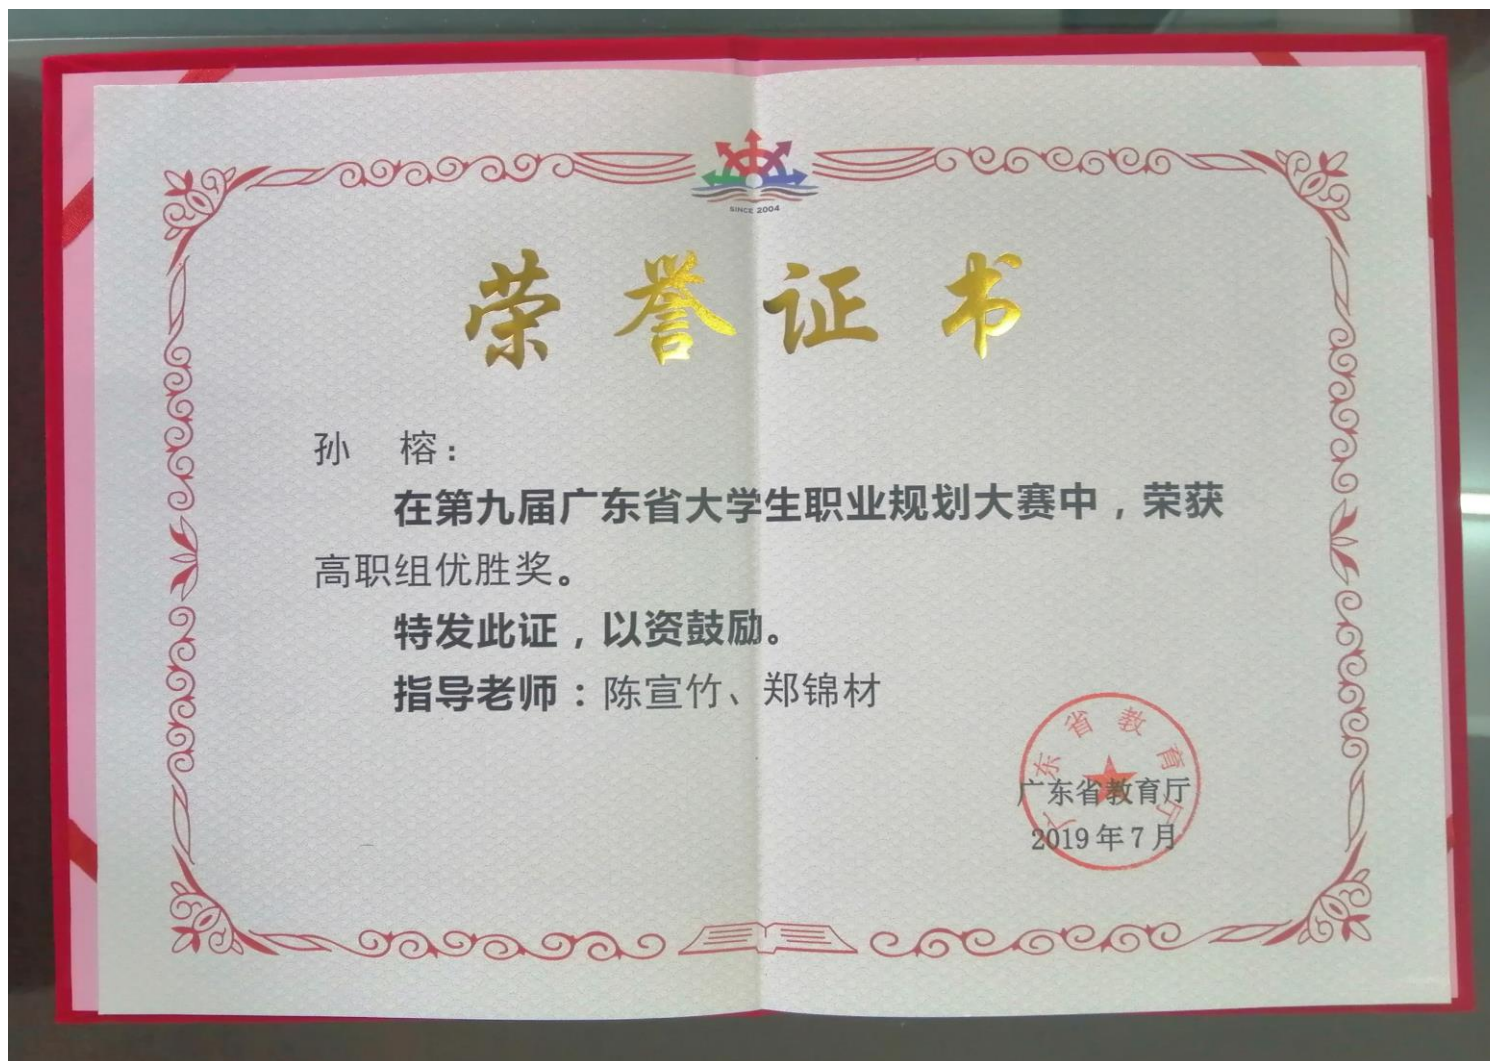 SINCE 2004
荣誉证书
孙 榕：
在第九届广东省大学生职业规划大赛中，荣获
高职组优胜奖。
特发此证，以资鼓励。
指导老师：陈宣竹、郑锦材
广东省教育厅
广东省教育厅
2019年7月